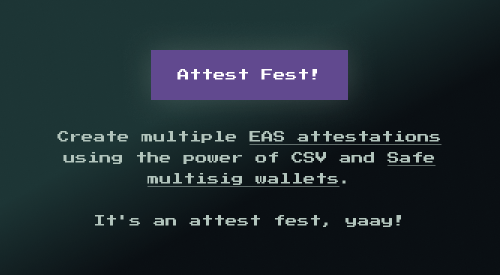 Attest Fest!
Create multiple EAS attestations
using the power of CSV and Safe
multisig wallets.
It's an attest fest, yaay!